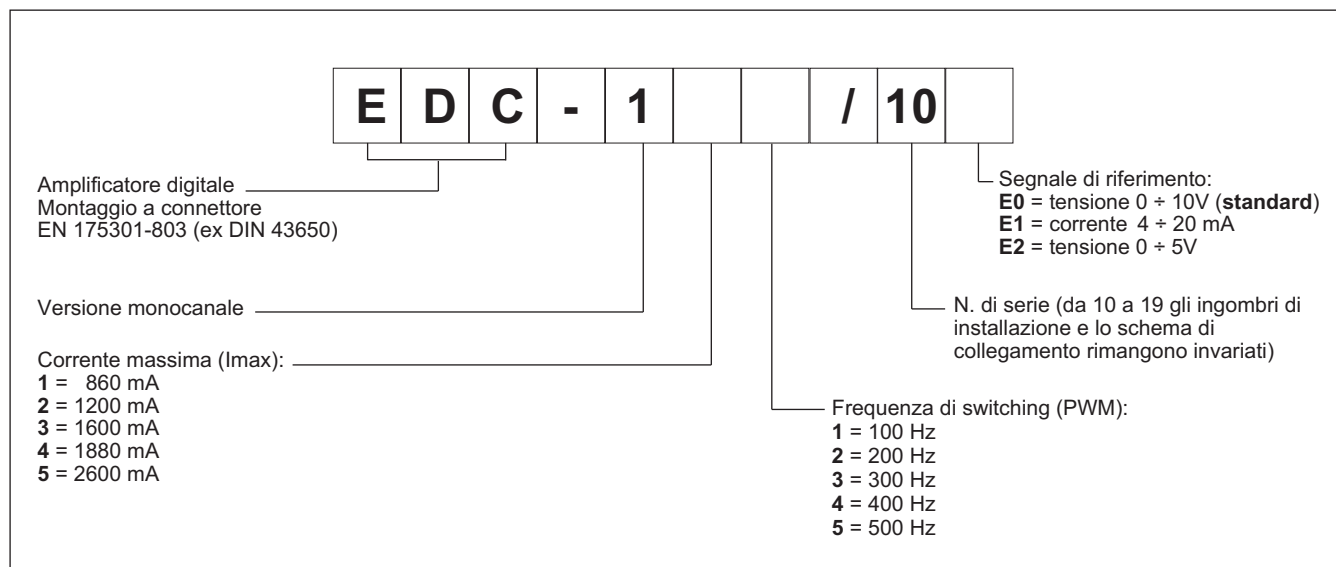 E D C - 1 / 10
Amplificatore digitale
Montaggio a connettore
EN 175301-803 (ex DIN 43650)
Versione monocanale
Corrente massima (Imax):
1 = 860 mA
2 = 1200 mA
3 = 1600 mA
4 = 1880 mA
5 = 2600 mA
Segnale di riferimento:
E0 = tensione 0 ÷ 10V (standard)
E1 = corrente 4 ÷ 20 mA
E2 = tensione 0 ÷ 5V
N. di serie (da 10 a 19 gli ingombri di
installazione e lo schema di
collegamento rimangono invariati)
Frequenza di switching (PWM):
1 = 100 Hz
2 = 200 Hz
3 = 300 Hz
4 = 400 Hz
5 = 500 Hz